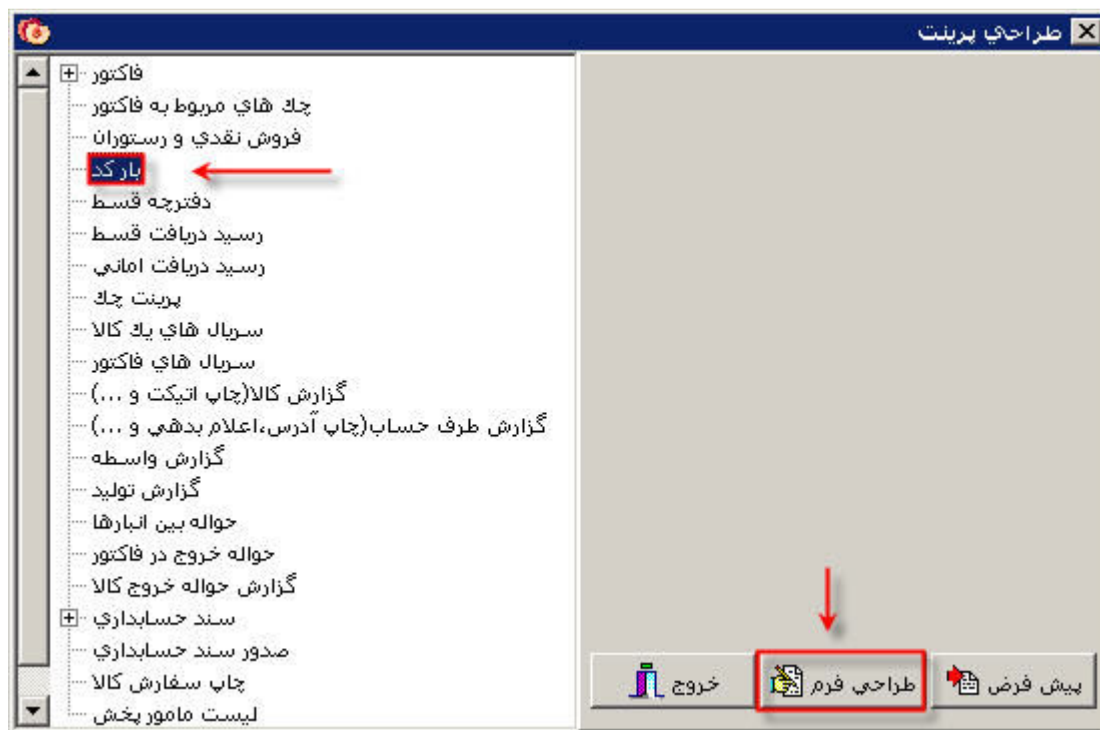 طراحي پرينت
فاكتور
چك هاي مربوط به فاكتور
فروش نقدي و رستوران
بار كد
دفترچه قسط
رسيد دريافت قسط
رسيد دريافت اماني
پرينت چك
سريال هاي يك كالا
سريال هاي فاكتور
گزارش كالا(چاپ اتيكت و ...)
گزارش طرف حساب(چاپ آدرس،اعلام بدهي و ...)
گزارش واسطه
گزارش توليد
حواله بين انبارها
حواله خروج در فاكتور
گزارش حواله خروج كالا
سند حسابداري
صدور سند حسابداري
چاپ سفارش كالا
ليست مامور پخش
پيش فرض
طراحي فرم
خروج